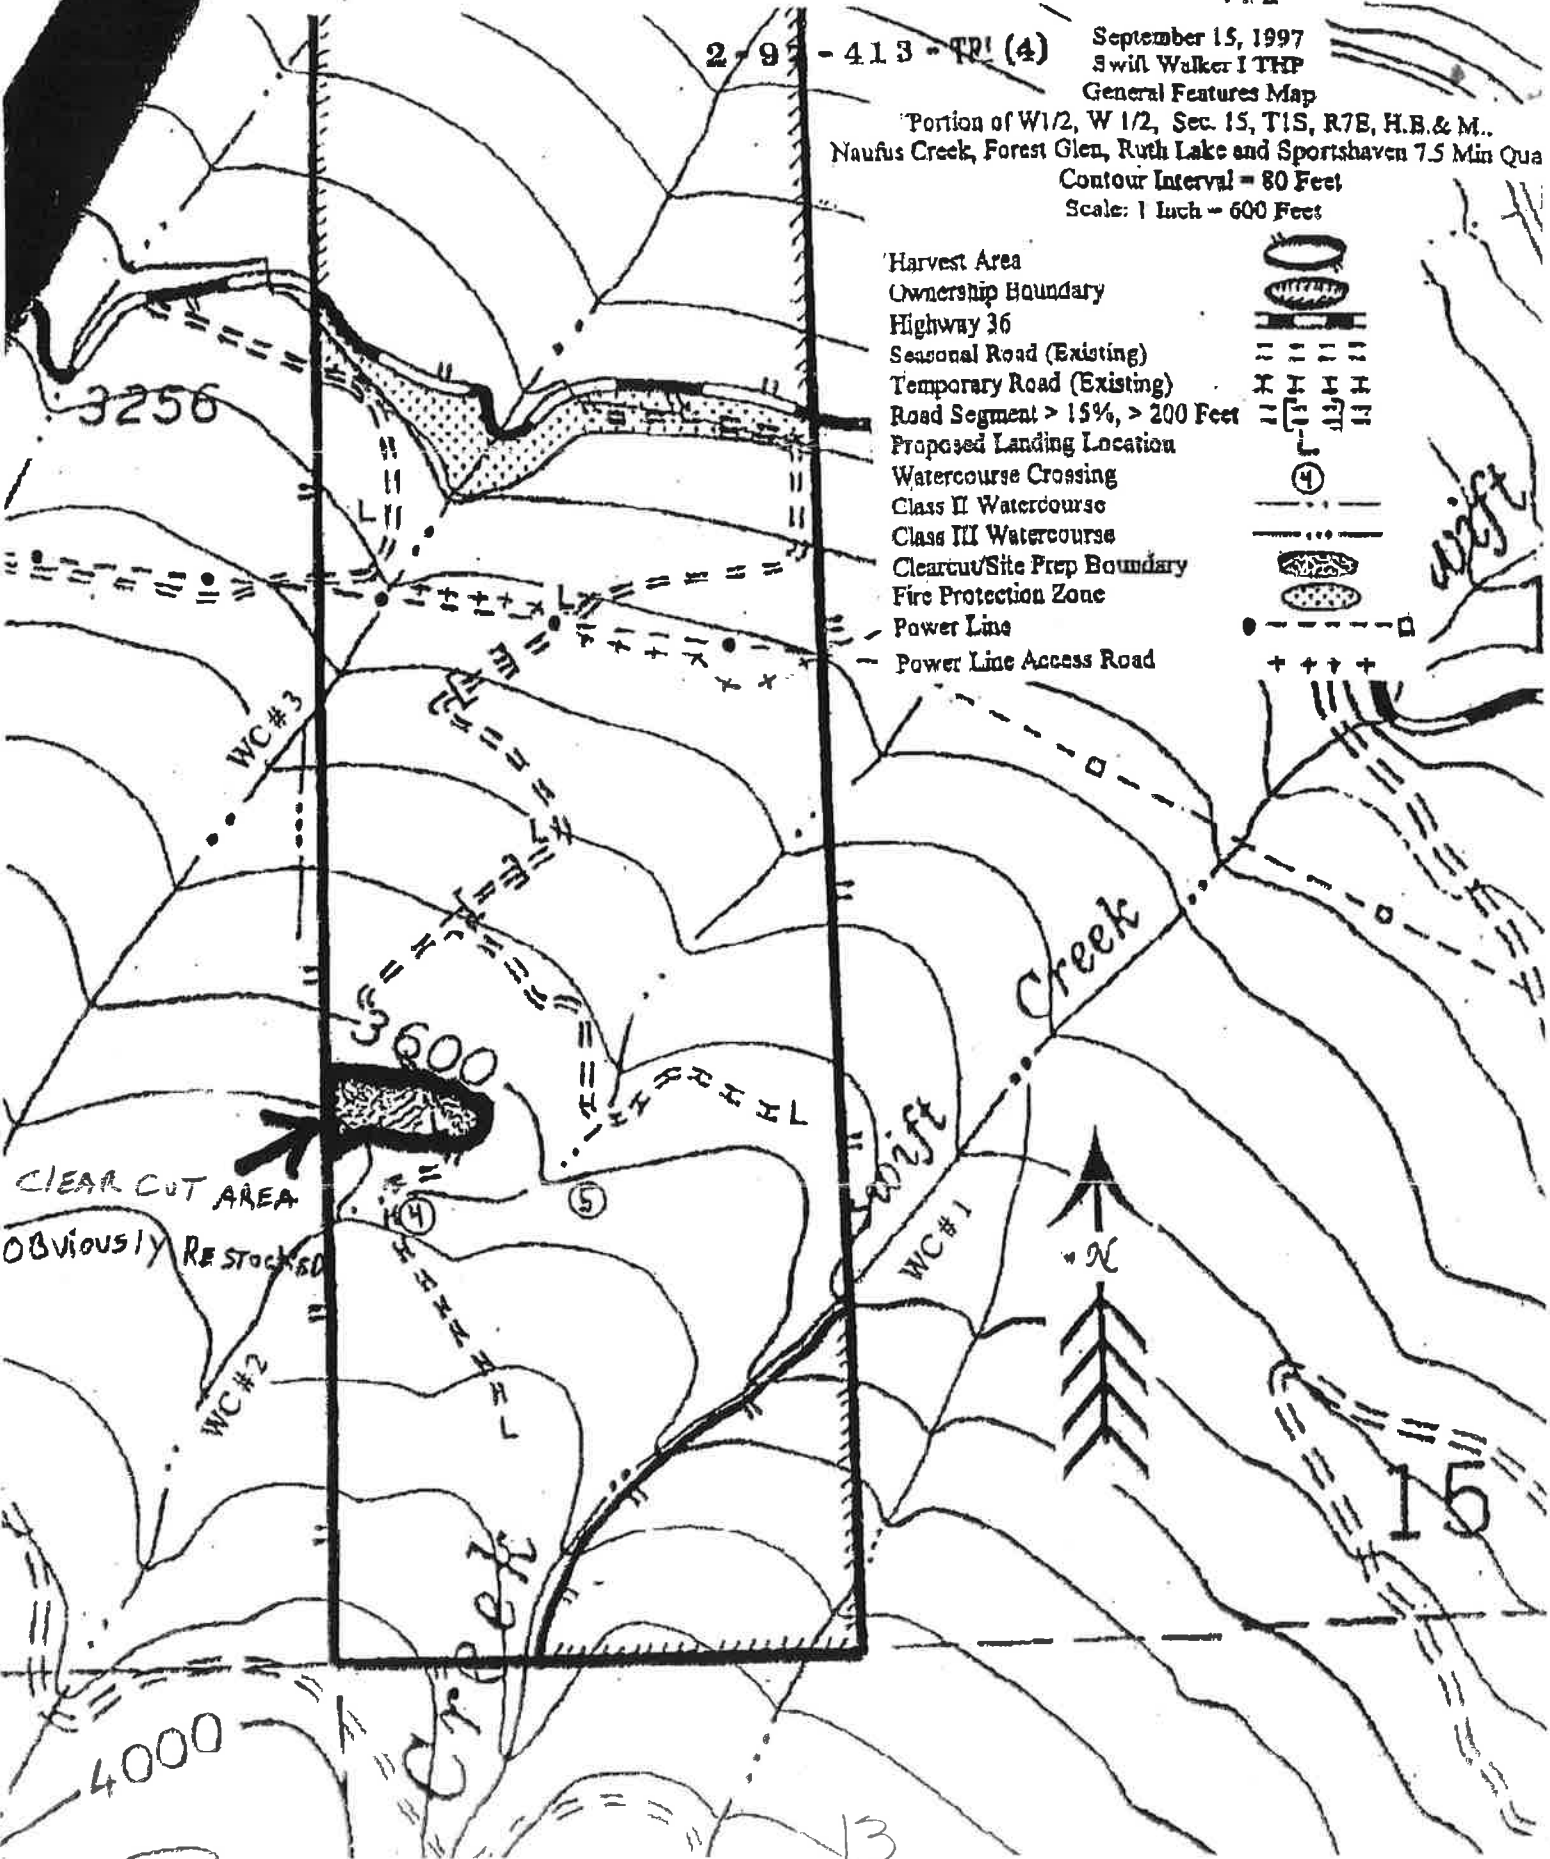 September 15, 1997
2-9 -413 - (4)
Swift Walker I THP
General Features Map
Portion of W1/2, W 1/2, Sec. 15, T1S, R7E, H.B.& M..
Naufus Creek, Forest Glen, Ruth Lake and Sportshaven 7.5 Min Qua
Contour Interval = 80 Feet
Scale: 1 Inch = 600 Feet
Harvest Area
Ownership Boundary
Highway 36
Seasonal Road (Existing)
Temporary Road (Existing)
Road Segment > 15%, > 200 Feet
Proposed Landing Location L
Watercourse Crossing 4
Class II Watercourse
Class III Watercourse
Clearcut/Site Prep Boundary
Fire Protection Zone
Power Line
Power Line Access Road
3256
L
L
wift
WC#3
L
L
Creek
3600
L
Swift
CLEAR CUT AREA
OBViously RESTOCKED
4
5
WC#1
N
WC#2
L
15
Creek
4000
13